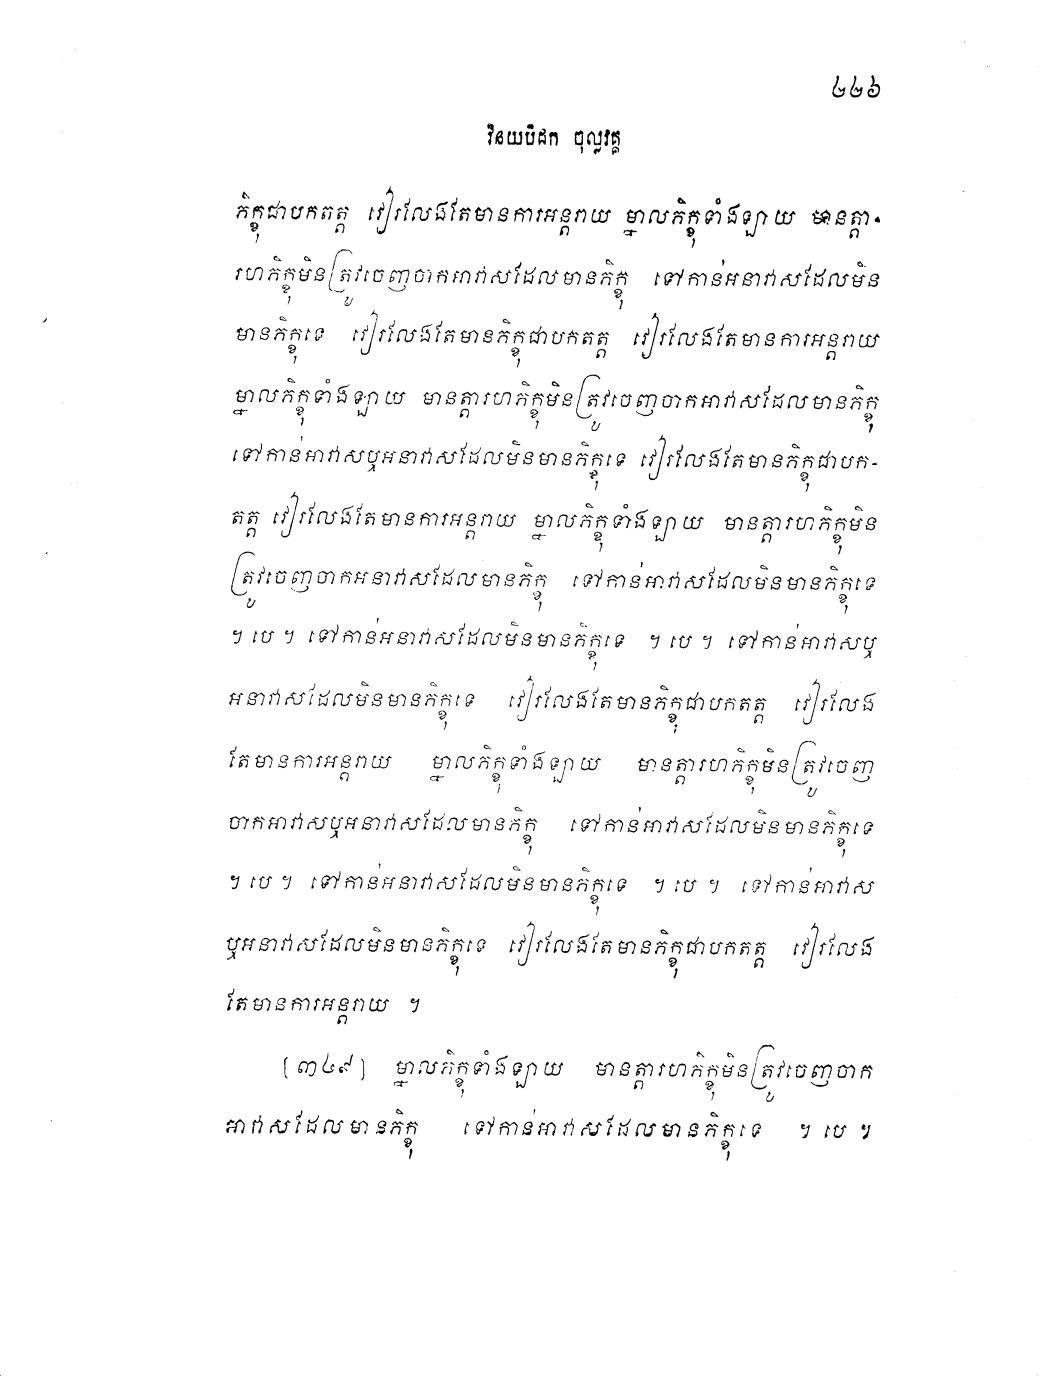 ៤៤៦
វិនយបិដក ចុល្លវគ្គ
ភិក្ខុជាបកតត្ត វៀរលែងតែមានការអន្តរាយ ម្នាលភិក្ខុទាំងឡាយ មានត្តា-
រហភិក្ខុមិនត្រូវចេញចាកអាវាសដែលមានភិក្ខុ ទៅកាន់អនាវាសដែលមិន
មានភិក្ខុទេ វៀរលែងតែមានភិក្ខុជាបកតត្ត វៀរលែងតែមានការអន្តរាយ
ម្នាលភិក្ខុទាំងឡាយ មានត្តារហភិក្ខុមិនត្រូវចេញចាកអាវាសដែលមានភិក្ខុ
ទៅកាន់អាវាសឬអនាវាសដែលមិនមានភិក្ខុទេ វៀរលែងតែមានភិក្ខុជាបក-
តត្ត វៀរលែងតែមានការអន្តរាយ ម្នាលភិក្ខុទាំងឡាយ មានត្តារហភិក្ខុមិន
ត្រូវចេញចាកអនាវាសដែលមានភិក្ខុ ទៅកាន់អាវាសដែលមិនមានភិក្ខុទេ
។ បេ ។ ទៅកាន់អនាវាសដែលមិនមានភិក្ខុទេ ។ បេ ។ ទៅកាន់អាវាសឬ
អនាវាសដែលមិនមានភិក្ខុទេ វៀរលែងតែមានភិក្ខុជាបកតត្ត វៀរលែង
តែមានការអន្តរាយ ម្នាលភិក្ខុទាំងឡាយ មានត្តារហភិក្ខុមិនត្រូវចេញ
ចាកអាវាសឬអនាវាសដែលមានភិក្ខុ ទៅកាន់អាវាសដែលមិនមានភិក្ខុទេ
។ បេ ។ ទៅកាន់អនាវាសដែលមិនមានភិក្ខុទេ ។ បេ ។ ទៅកាន់អាវាស
ឬអនាវាសដែលមិនមានភិក្ខុទេ វៀរលែងតែមានភិក្ខុជាបកតត្ត វៀរលែង
តែមានការអន្តរាយ ។
[៣៤៩] ម្នាលភិក្ខុទាំងឡាយ មានត្តារហភិក្ខុមិនត្រូវចេញចាក
អាវាសដែលមានភិក្ខុ ទៅកាន់អាវាសដែលមានភិក្ខុទេ ។ បេ ។